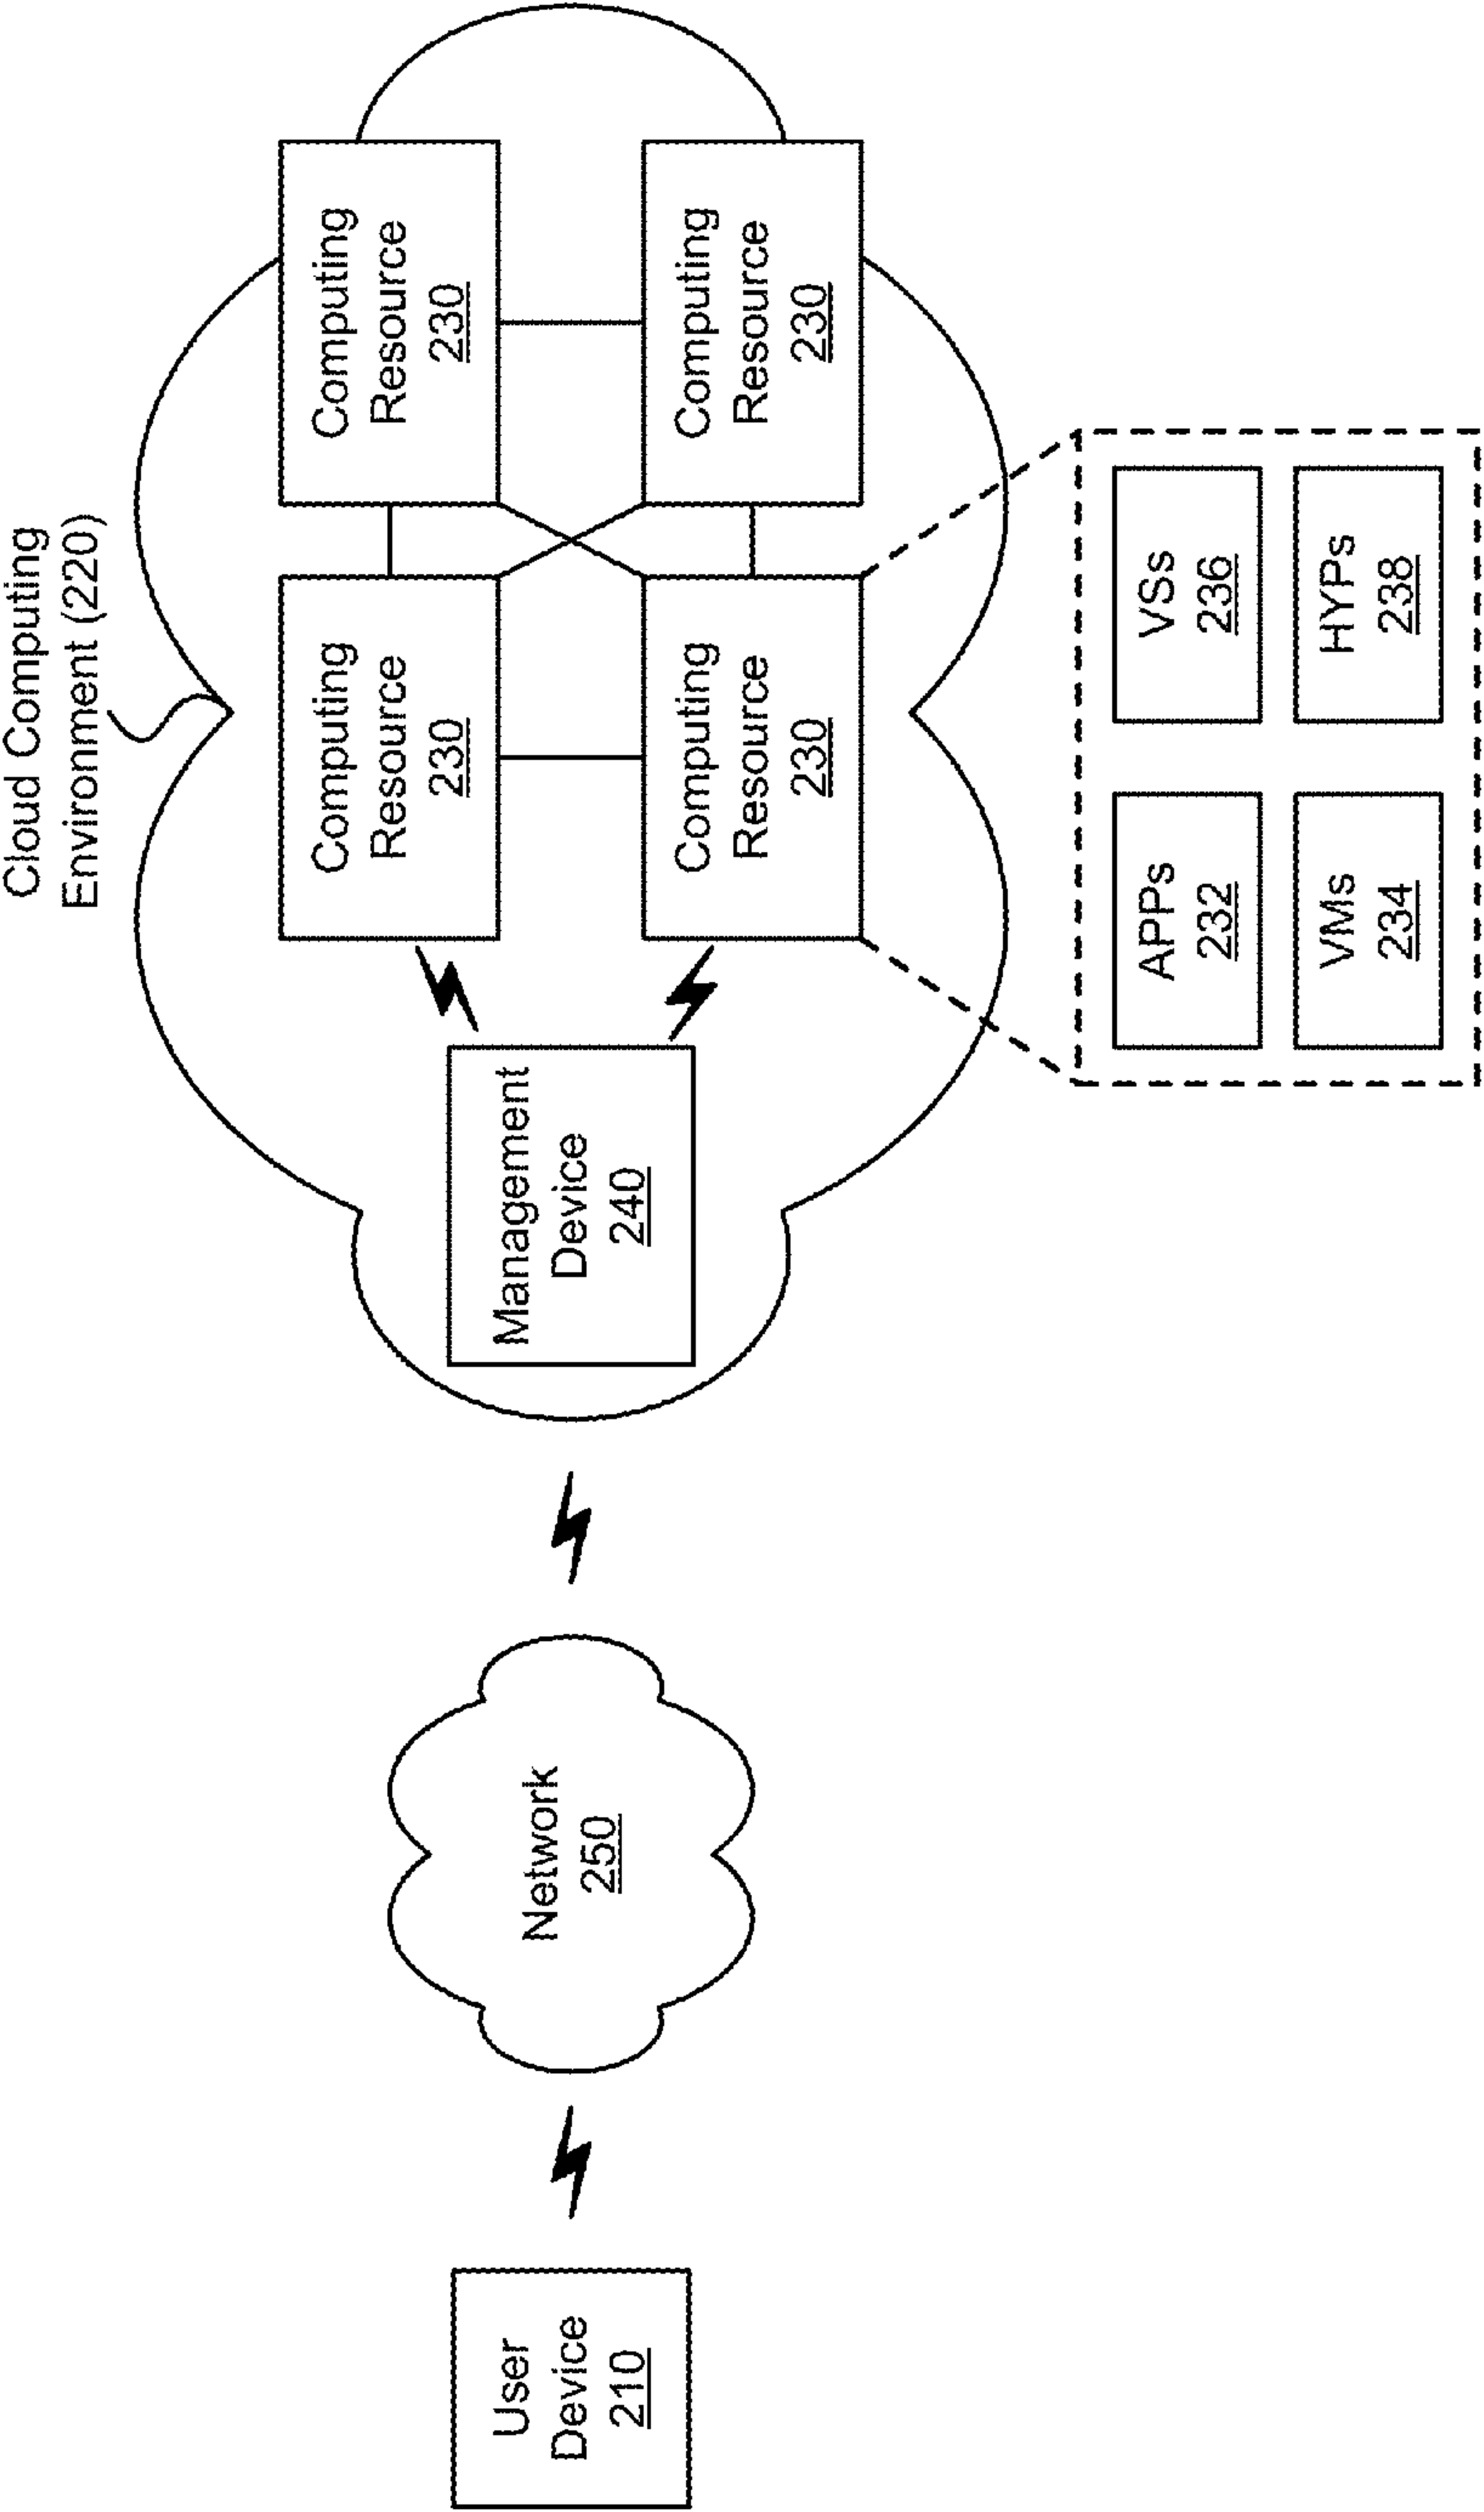 Cloud Computing
Environment (220)
Computing
Resource
230
Computing
Resource
230
Management
Device
240
Computing
Resource
230
Computing
Resource
230
User
Device
210
Network
250
APPs
232
VSs
236
VMs
234
HYPs
238